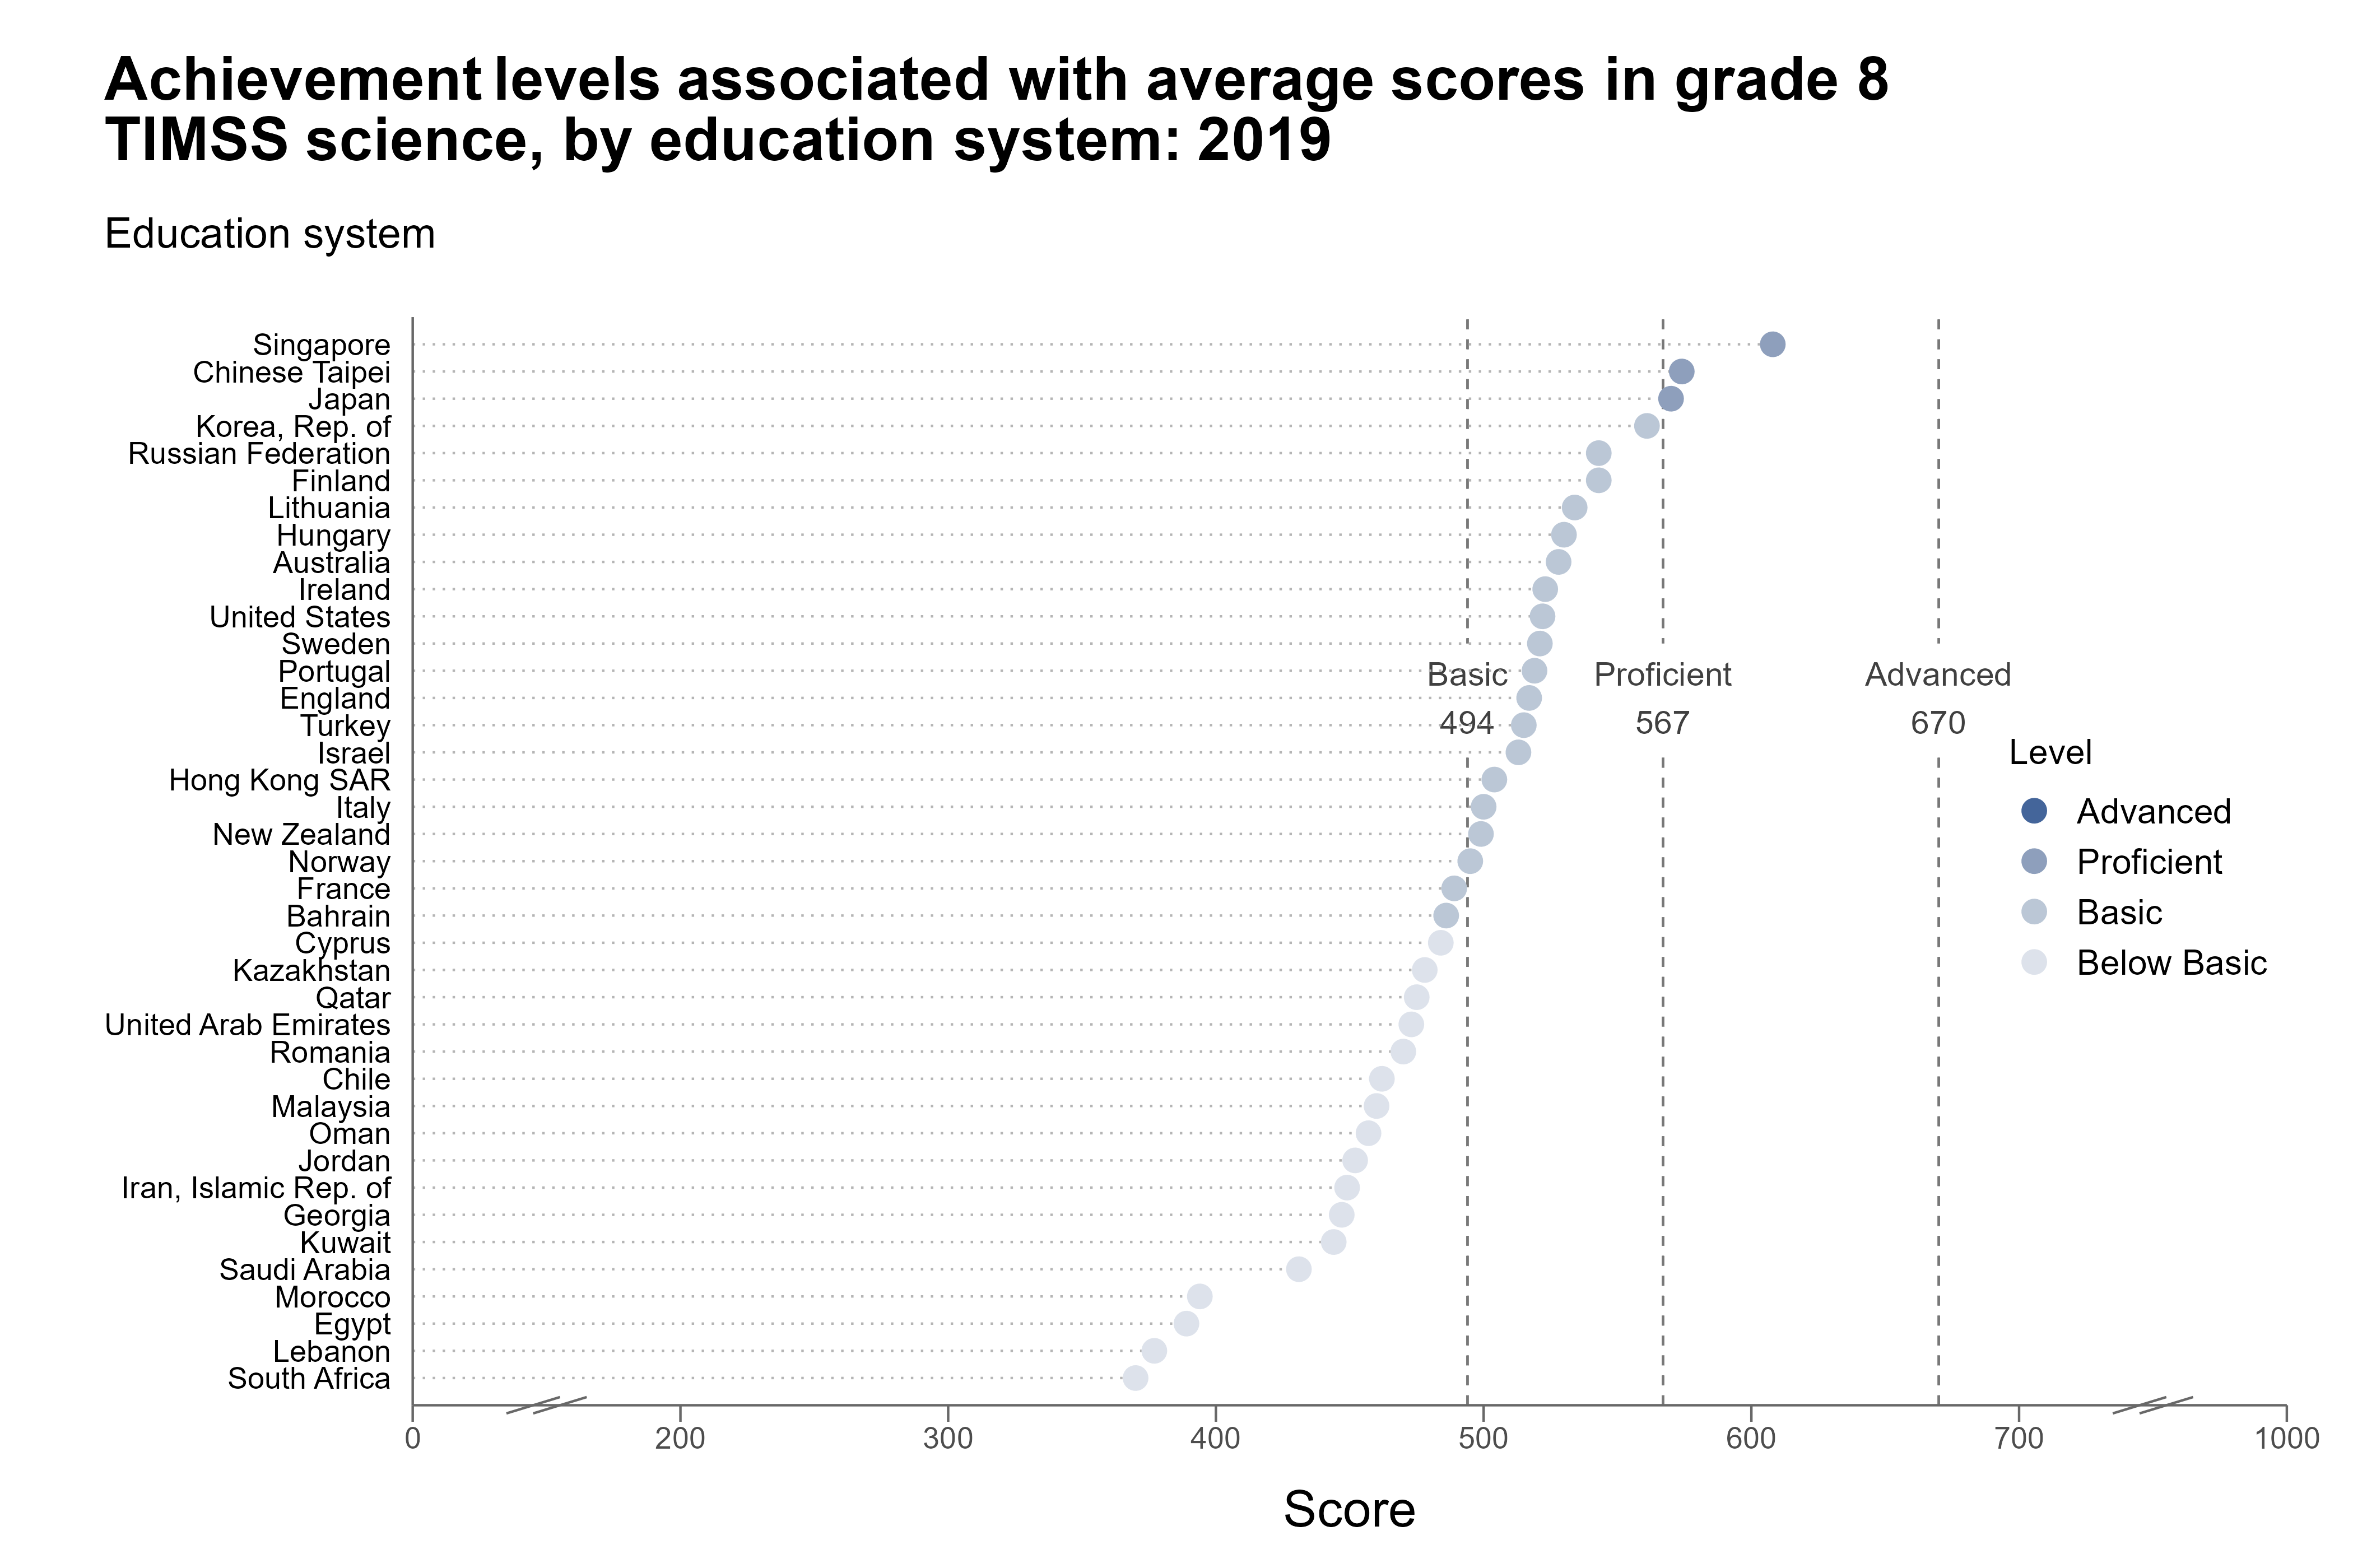 Achievement levels associated with average scores in grade 8
TIMSS science, by education system: 2019
Education system
Singapore
Chinese Taipei
Japan
Korea, Rep. of
Russian Federation
Finland
Lithuania
Hungary
Australia
Ireland
United States
Sweden
Portugal
England
Turkey
Israel
Hong Kong SAR
Italy
New Zealand
Norway
France
Bahrain
Cyprus
Kazakhstan
Qatar
United Arab Emirates
Romania
Chile
Malaysia
Oman
Jordan
Iran, Islamic Rep. of
Georgia
Kuwait
Saudi Arabia
Morocco
Egypt
Lebanon
South Africa
Basic Proficient Advanced
494 567 670
Level
Advanced
Proficient
Basic
Below Basic
0 200 300 400 500 600 700 1000
Score